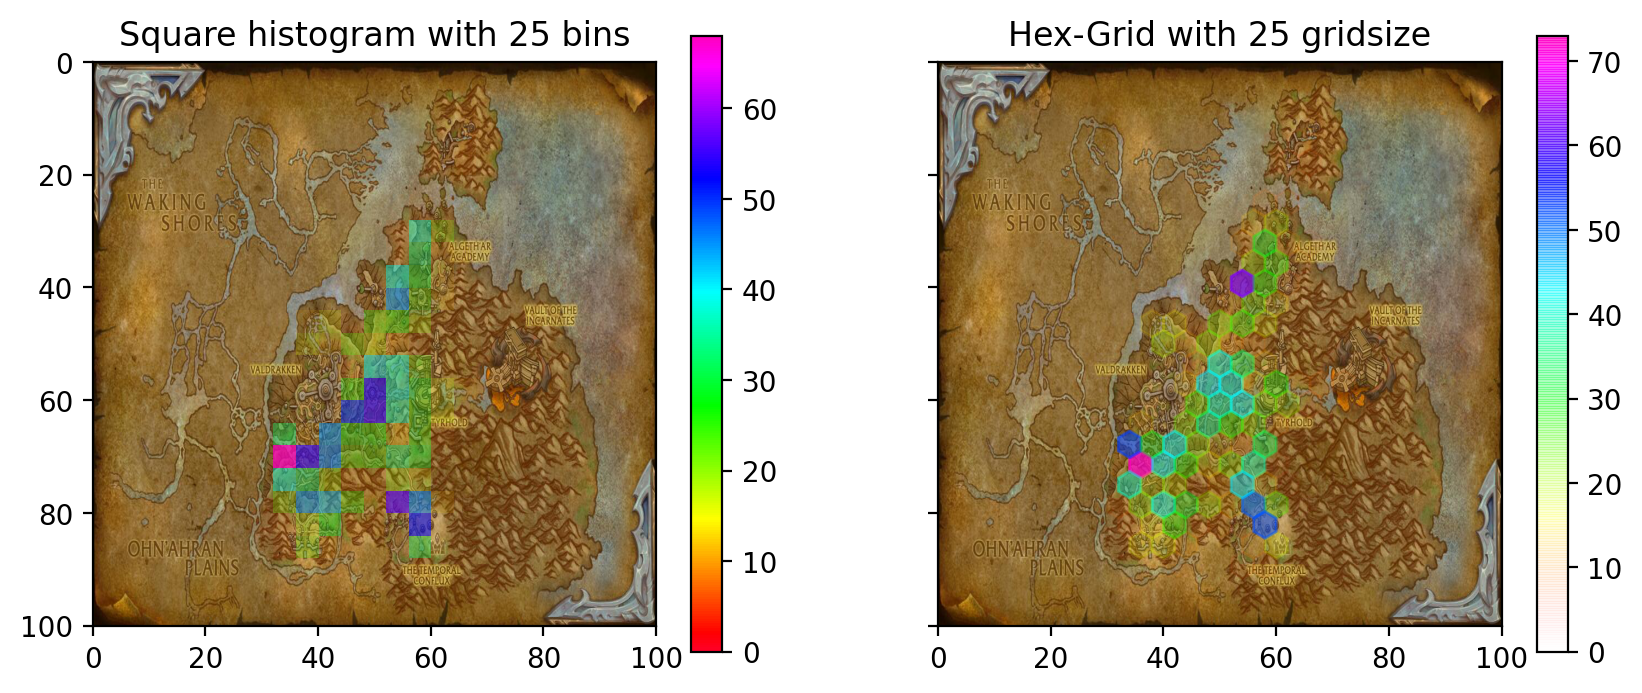 Square histogram with 25 bins
0
20
40
60
80
100
0
20
40
60
80
100
THE
WAKING
SHORES
ALGETH'AR
ACADEMY
VAULT OF THE
INCARNATES
VALDRAKKEN
TYRHOLD
OHN'AHRAN
PLAINS
THE TEMPORAL
CONFLUX
60
50
40
30
20
10
0
Hex-Grid with 25 gridsize
THE
WAKING
SHORES
ALGETH'AR
ACADEMY
VAULT OF THE
INCARNATES
VALDRAKKEN
TYRHOLD
OHN'AHRAN
PLAINS
THE TEMPORAL
CONFLUX
0
20
40
60
80
100
70
60
50
40
30
20
10
0